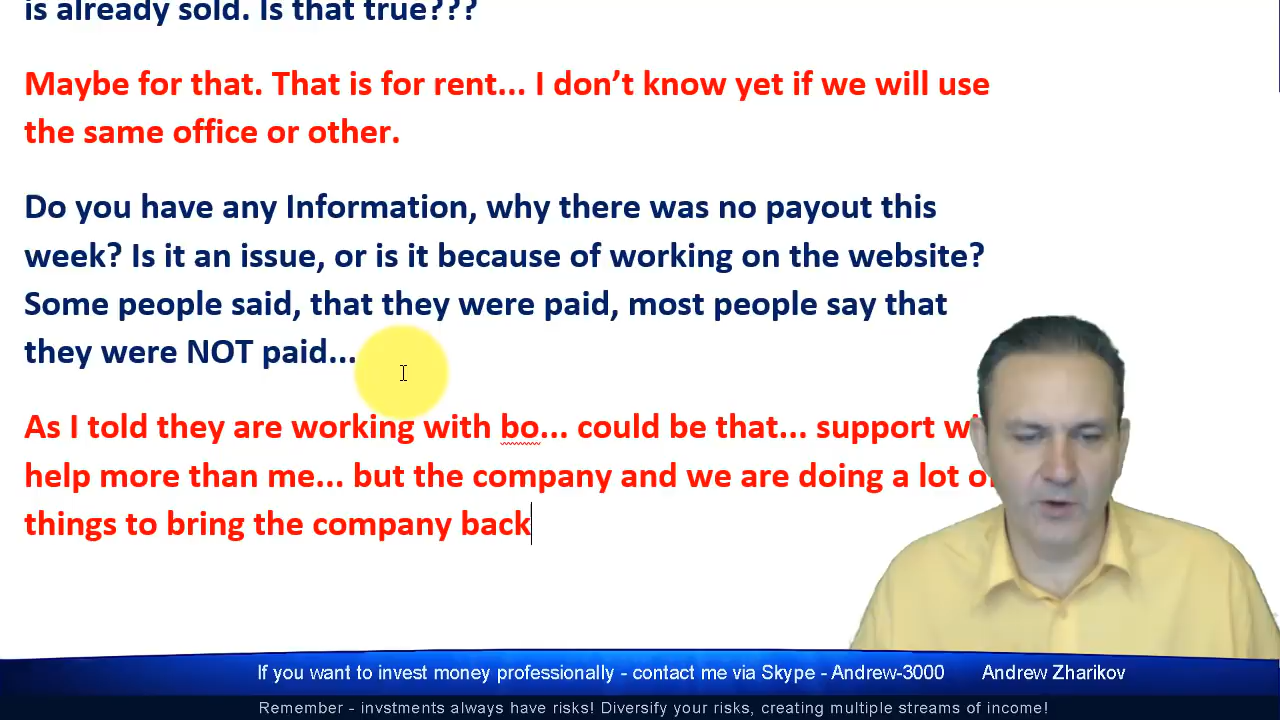 is already sold. Is that true???
Maybe for that. That is for rent... I don’t know yet if we will use
the same office or other.
Do you have any Information, why there was no payout this
week? Is it an issue, or is it because of working on the website?
Some people said, that they were paid, most people say that
they were NOT paid...
As I told they are working with bo... could be that... support
help more than me... but the company and we are doing a lot
things to bring the company back
If you want to invest money professionally - contact me via Skype - Andrew-3000 Andrew Zharikov
Remember - invstments always have risks! Diversify your risks, creating multiple streams of income!